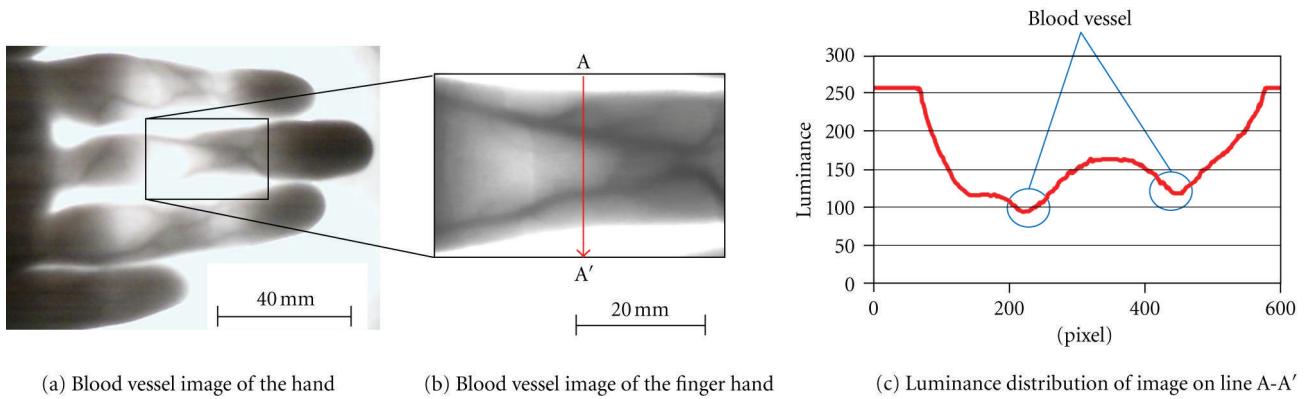 A
A′
40 mm
20 mm
Blood vessel
Luminance
300
250
200
150
100
50
0
0
200
400
600
(pixel)
(a) Blood vessel image of the hand
(b) Blood vessel image of the finger hand
(c) Luminance distribution of image on line A-A′